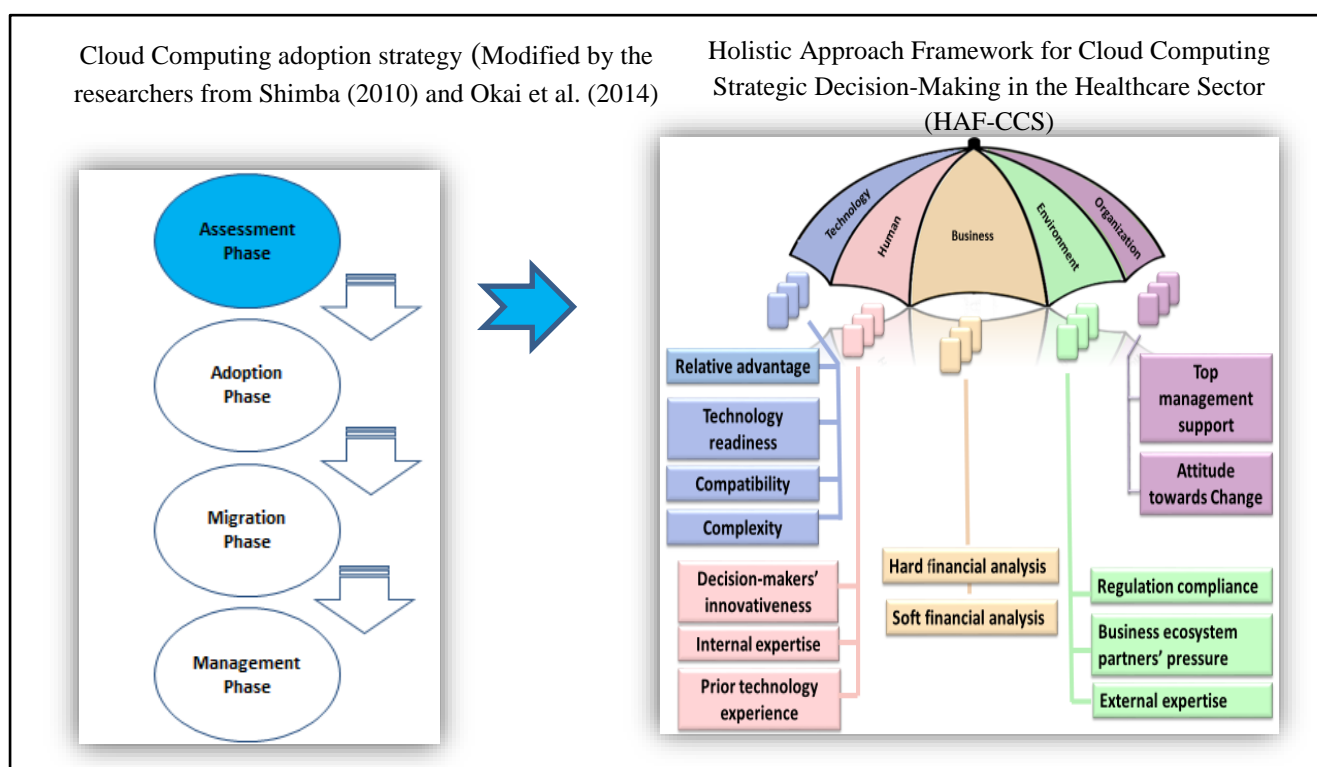 Cloud Computing adoption strategy (Modified by the
researchers from Shimba (2010) and Okai et al. (2014)
Assessment
Phase
Adoption
Phase
Migration
Phase
Management
Phase
Holistic Approach Framework for Cloud Computing
Strategic Decision-Making in the Healthcare Sector
(HAF-CCS)
Technology
Human
Business
Environment
Organization
Relative advantage
Technology
readiness
Compatibility
Complexity
Decision-makers’
innovativeness
Internal expertise
Prior technology
experience
Hard financial analysis
Soft financial analysis
Regulation compliance
Business ecosystem
partners’ pressure
External expertise
Top
management
support
Attitude
towards Change